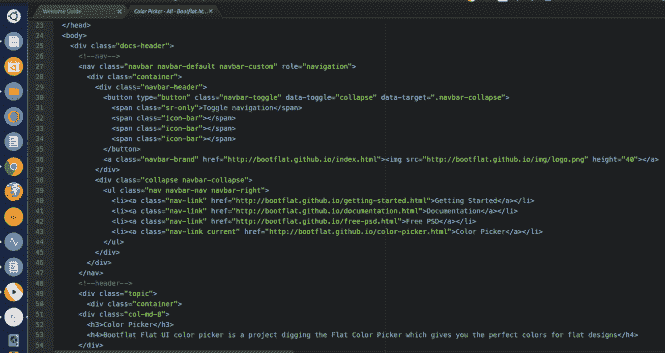 Welcome Guide × Color Picker - All - Bootflat.ht... ×
23 </head>
24 <body>
25 <div class="docs-header">
26 <!--nav-->
27 <nav class="navbar navbar-default navbar-custom" role="navigation">
28 <div class="container">
29 <div class="navbar-header">
30 <button type="button" class="navbar-toggle" data-toggle="collapse" data-target=".navbar-collapse">
31 <span class="sr-only">Toggle navigation</span>
32 <span class="icon-bar"></span>
33 <span class="icon-bar"></span>
34 <span class="icon-bar"></span>
35 </button>
36 <a class="navbar-brand" href="http://bootflat.github.io/index.html"><img src="http://bootflat.github.io/img/logo.png" height="40"></a>
37 </div>
38 <div class="collapse navbar-collapse">
39 <ul class="nav navbar-nav navbar-right">
40 <li><a class="nav-link" href="http://bootflat.github.io/getting-started.html">Getting Started</a></li>
41 <li><a class="nav-link" href="http://bootflat.github.io/documentation.html">Documentation</a></li>
42 <li><a class="nav-link" href="http://bootflat.github.io/free-psd.html">Free PSD</a></li>
43 <li><a class="nav-link current" href="http://bootflat.github.io/color-picker.html">Color Picker</a></li>
44 </ul>
45 </div>
46 </div>
47 </nav>
48 <!--header-->
49 <div class="topic">
50 <div class="container">
51 <div class="col-md-8">
52 <h3>Color Picker</h3>
53 <h4>Bootflat Flat UI color picker is a project digging the Flat Color Picker which gives you the perfect colors for flat designs</h4>
54 </div>